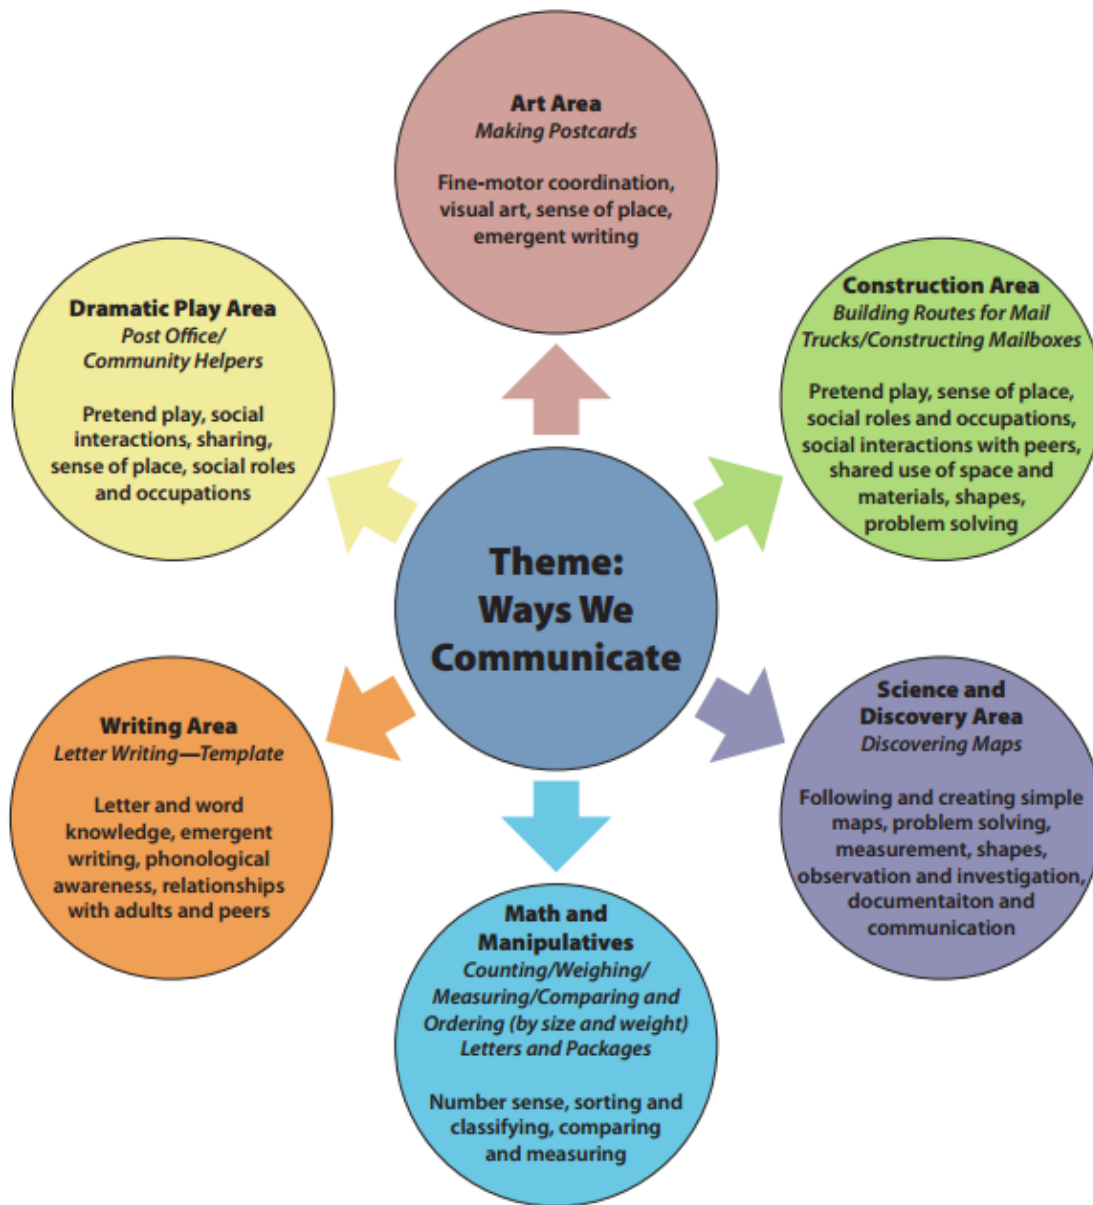 Art Area
Making Postcards
Fine-motor coordination,
visual art, sense of place,
emergent writing
Dramatic Play Area
Post Office/
Community Helpers
Pretend play, social
interactions, sharing,
sense of place, social roles
and occupations
Construction Area
Building Routes for Mail
Trucks/Constructing Mailboxes
Pretend play, sense of place,
social roles and occupations,
social interactions with peers,
shared use of space and
materials, shapes,
problem solving
Theme:
Ways We
Communicate
Writing Area
Letter Writing—Template
Letter and word
knowledge, emergent
writing, phonological
awareness, relationships
with adults and peers
Science and
Discovery Area
Discovering Maps
Following and creating simple
maps, problem solving,
measurement, shapes,
observation and investigation,
documentaiton and
communication
Math and
Manipulatives
Counting/Weighing/
Measuring/Comparing and
Ordering (by size and weight)
Letters and Packages
Number sense, sorting and
classifying, comparing
and measuring